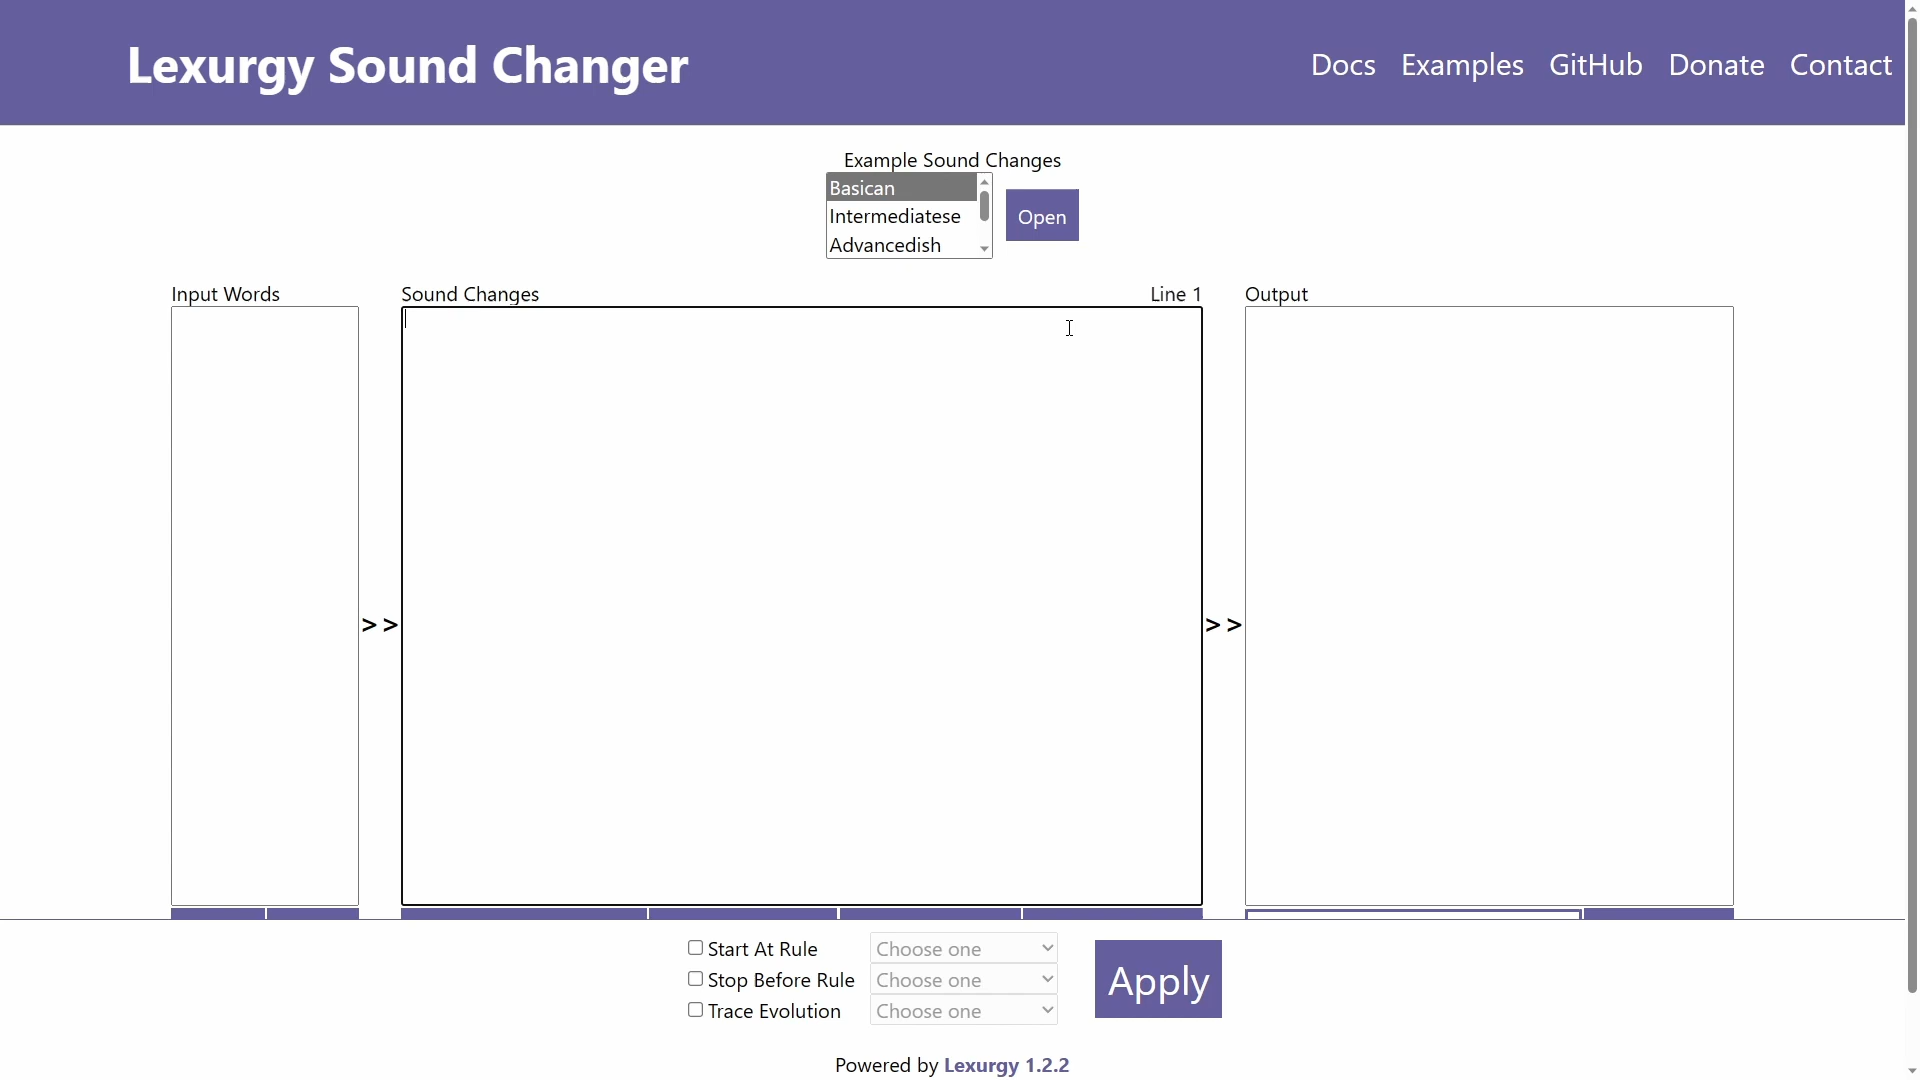 Lexurgy Sound Changer
Docs Examples GitHub Donate Contact
Example Sound Changes
Basican
Intermediatese
Advancedish
Open
Input Words
Sound Changes
Line 1
Output
>>
>>
Start At Rule Choose one
Stop Before Rule Choose one
Trace Evolution Choose one
Apply
Powered by Lexurgy 1.2.2